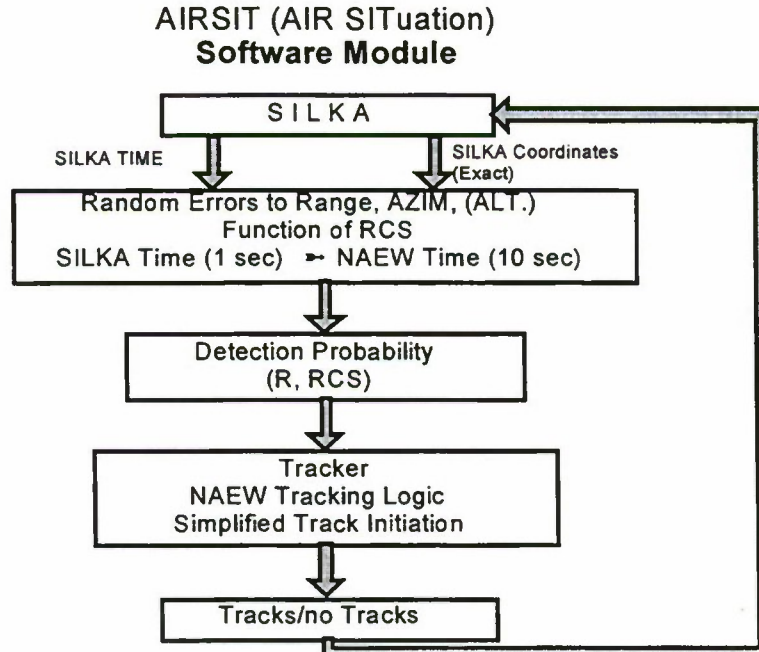 AIRSIT (AIR SITuation)
Software Module
S I L K A
SILKA TIME
SILKA Coordinates
(Exact)
Random Errors to Range, AZIM, (ALT.)
Function of RCS
SILKA Time (1 sec) ➳ NAEW Time (10 sec)
Detection Probability
(R, RCS)
Tracker
NAEW Tracking Logic
Simplified Track Initiation
Tracks/no Tracks